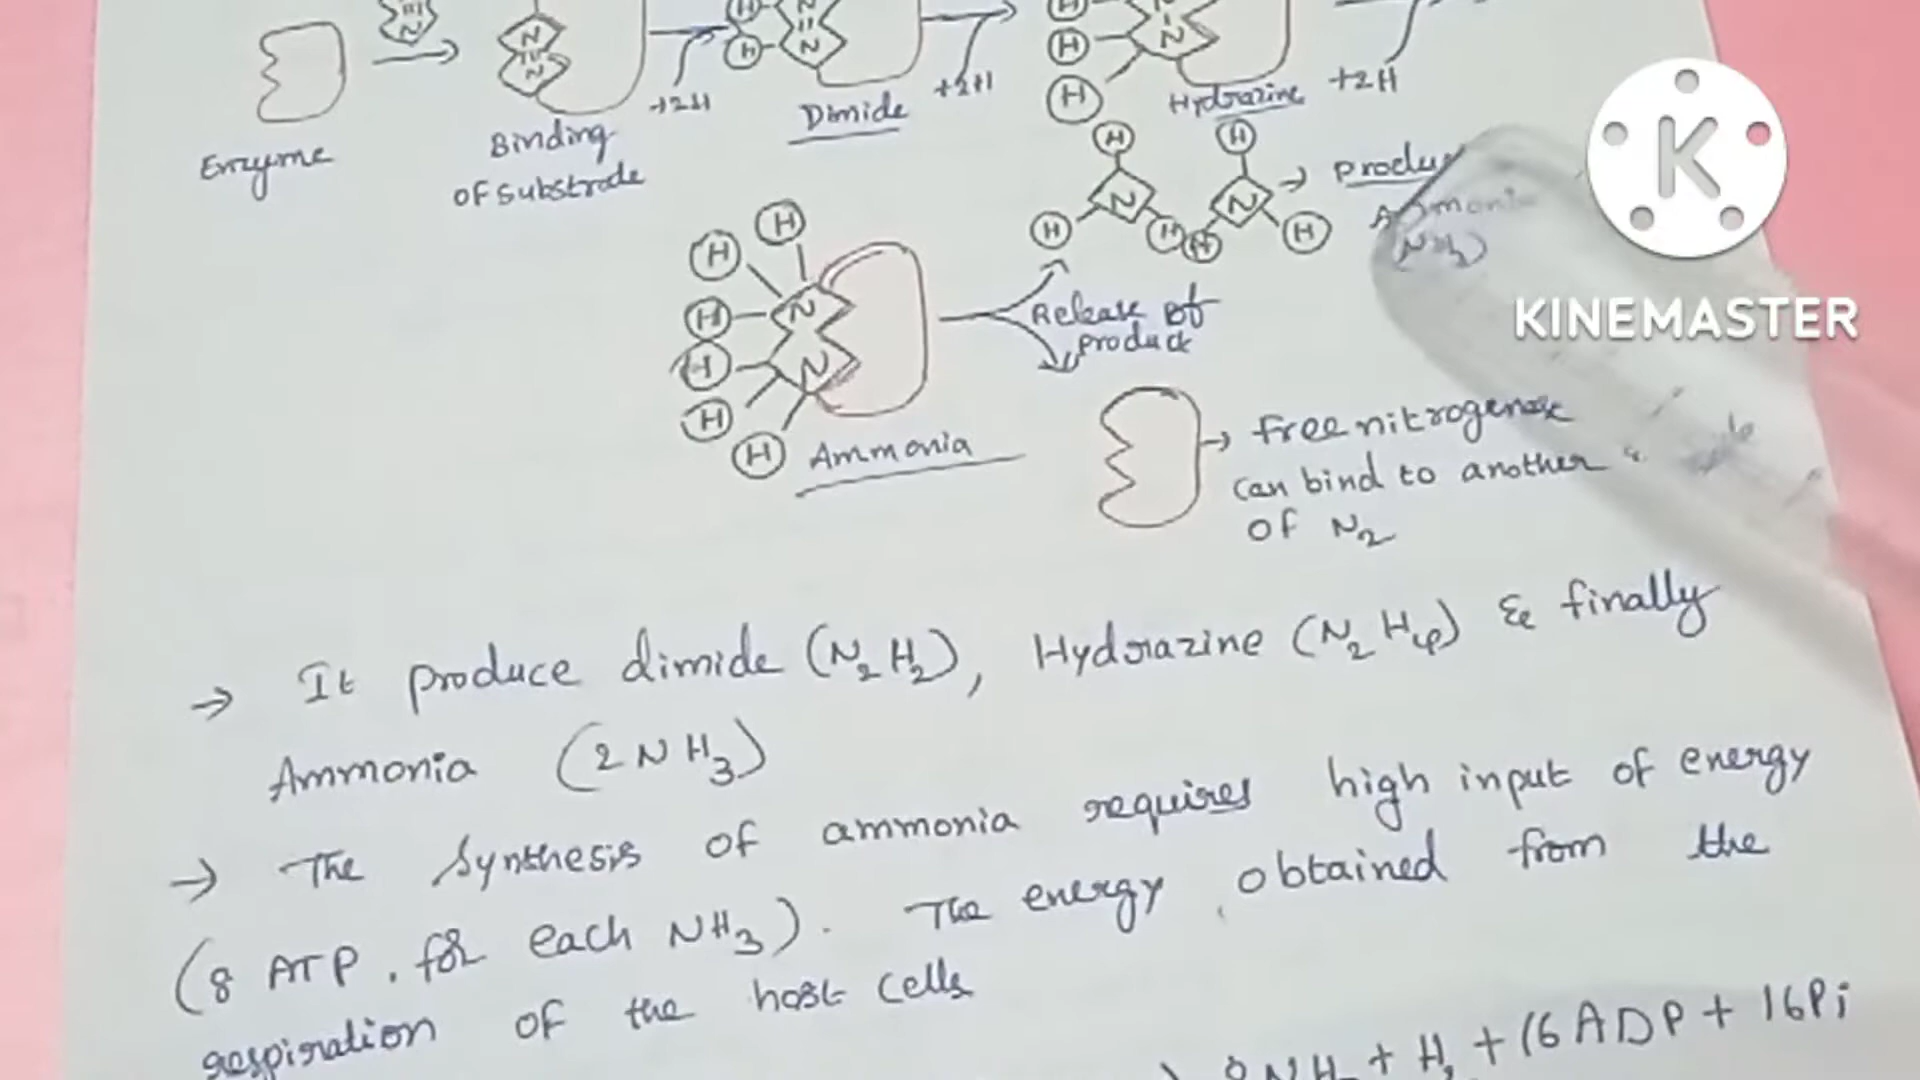 N
N
N
H
H
N
N
H
H
H
N
N
+2H
+2H
+2H
Enzyme
Binding
of substrade
Dimide
Hydrazine
H
H
N
N
H
H
H
H
→ produ
Ammonia
(NH3)
H
H
H
H
H
H
N
N
Ammonia
Release of
product
→ free nitrogenase
can bind to another
of N2
→ It produce dimide (N2H2), Hydrazine (N2H4) & finally
Ammonia (2NH3)
→ The synthesis of ammonia requires high input of energy
(8 ATP. for each NH3). The energy obtained from the
respiration of the host cells
NH + H2 + 16 ADP + 16Pi
K
KINEMASTER